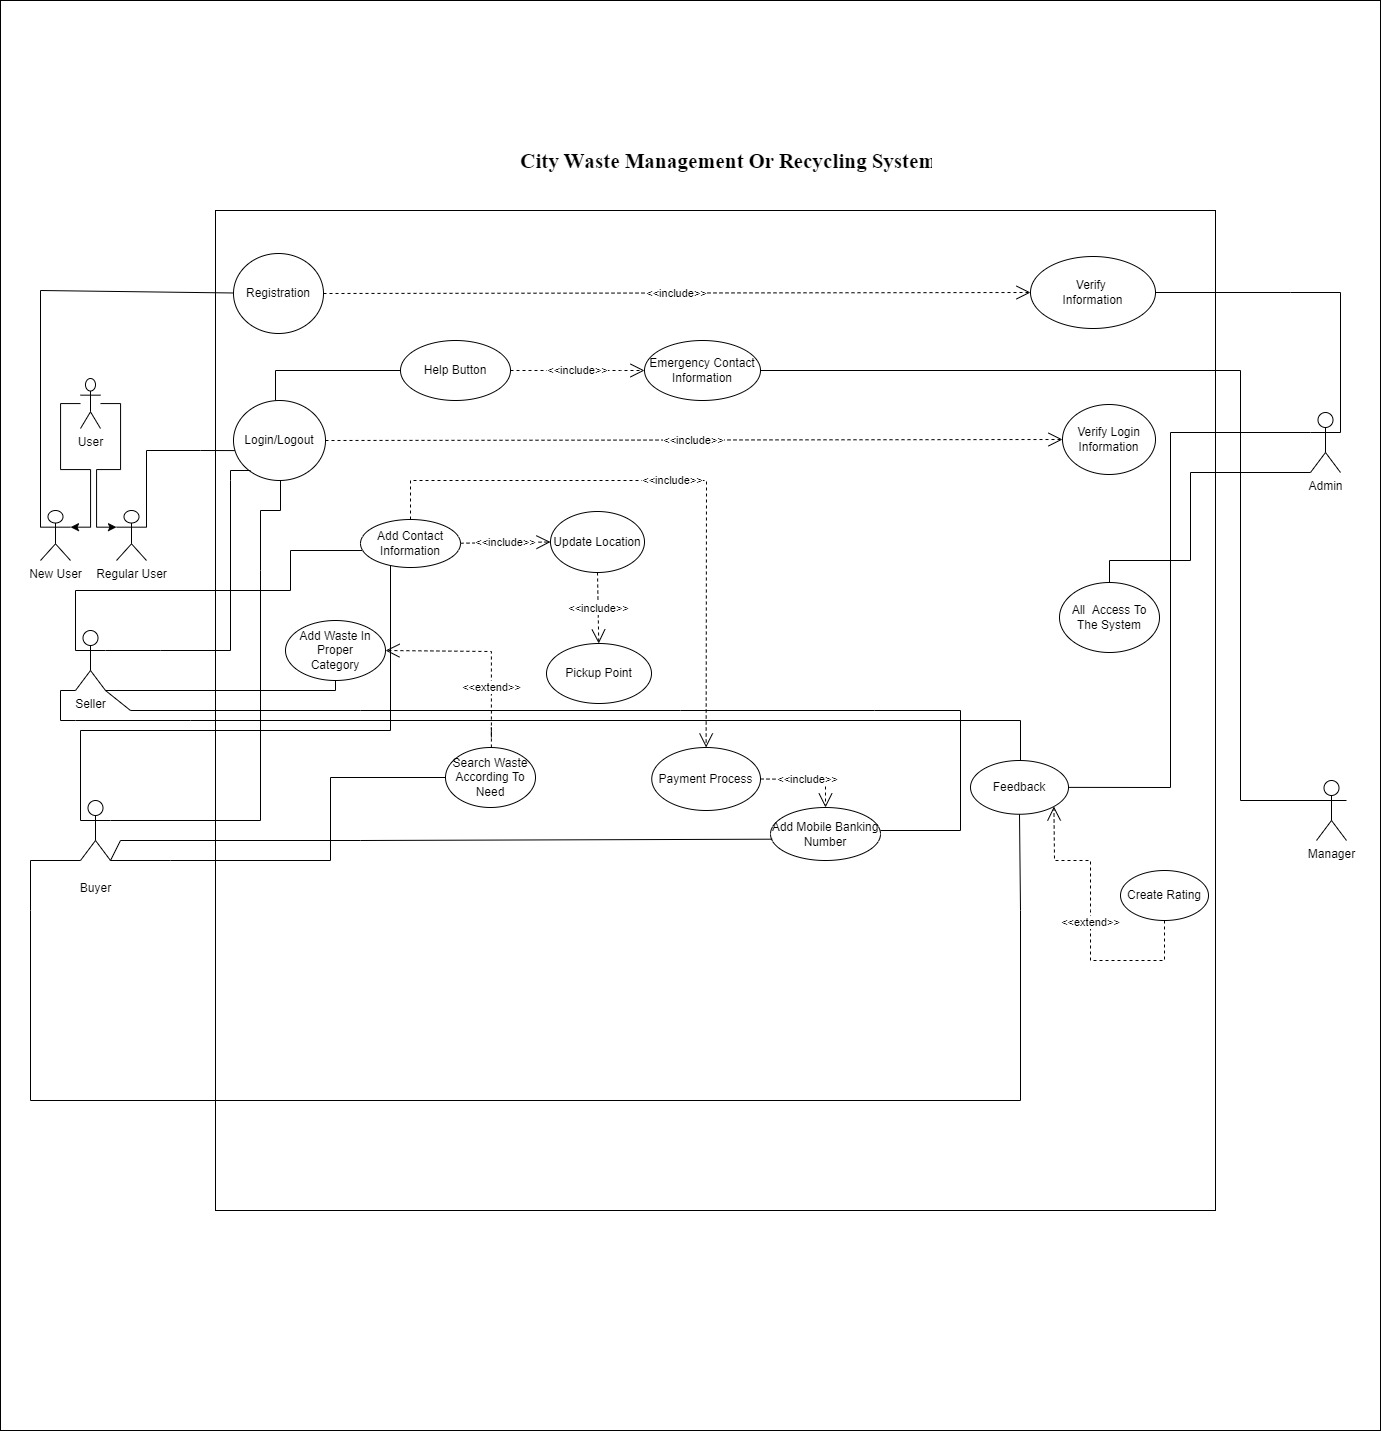 City Waste Management Or Recycling System
Registration
<<include>>
Verify
Information
Help Button
<<include>>
Emergency Contact
Information
User
Login/Logout
<<include>>
Verify Login
Information
Admin
<<include>>
New User
Regular User
Add Contact
Information
<<include>>
Update Location
<<include>>
All Access To
The System
Add Waste In
Proper
Category
Pickup Point
<<extend>>
Seller
Search Waste
According To
Need
Payment Process
<<include>>
Feedback
Add Mobile Banking
Number
Manager
Buyer
Create Rating
<<extend>>